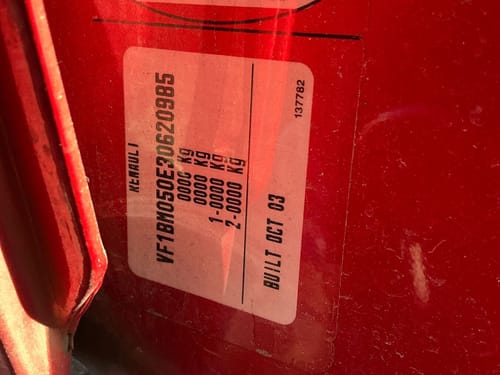 RENAULT
VF1BM050E30620985
0000 Kg
0000 Kg
1-0000 Kg
2-0000 Kg
BUILT OCT 03
137782